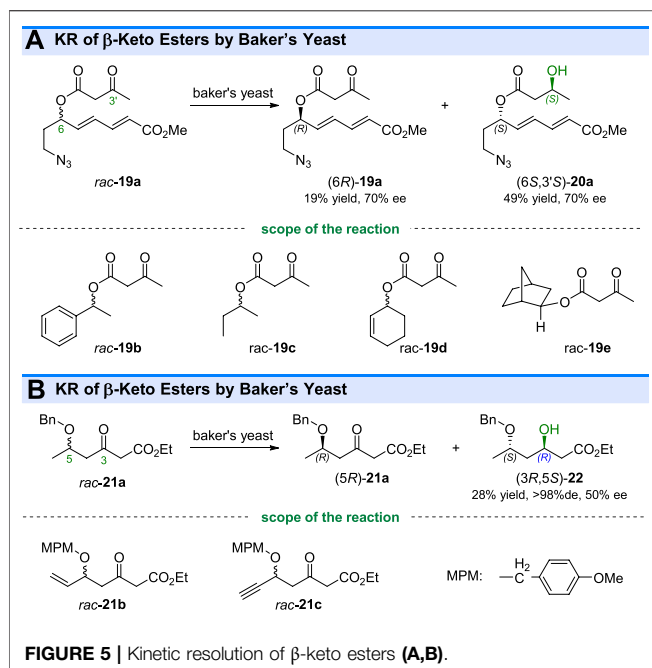 A KR of β-Keto Esters by Baker's Yeast
O O
3'
O
6
CO2Me
N3
rac-19a
baker's yeast
O O
O
(R)
CO2Me
N3
(6R)-19a
19% yield, 70% ee
+
O OH
(S)
O
(S)
CO2Me
N3
(6S,3'S)-20a
49% yield, 70% ee
scope of the reaction
O O
O
rac-19b
O O
O
rac-19c
O O
O
rac-19d
O O
O
H
rac-19e
B KR of β-Keto Esters by Baker's Yeast
Bn
O O
5 3
CO2Et
rac-21a
baker's yeast
Bn
O O
(R)
CO2Et
(5R)-21a
+
Bn
O OH
(S) (R)
CO2Et
(3R,5S)-22
28% yield, >98%de, 50% ee
scope of the reaction
MPM
O O
CO2Et
rac-21b
MPM
O O
CO2Et
rac-21c
MPM:
H2
C
OMe
FIGURE 5 | Kinetic resolution of β-keto esters (A,B).